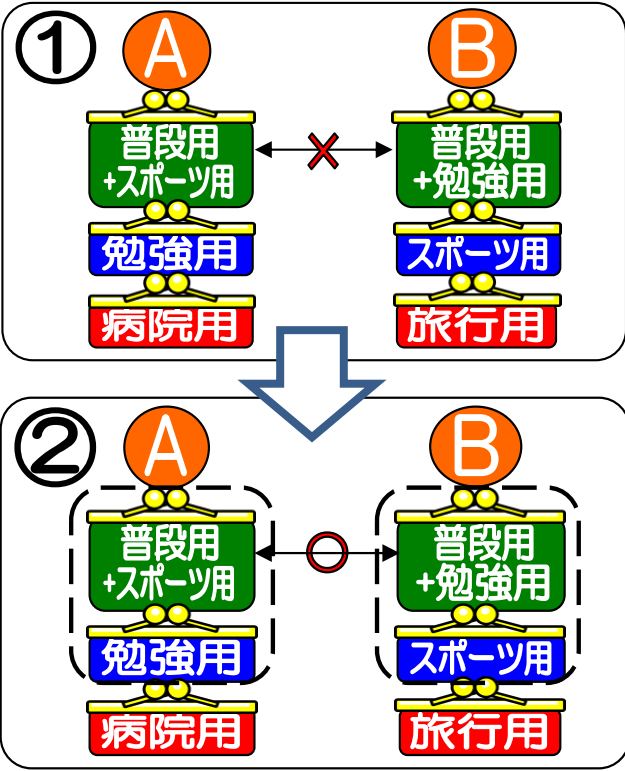 ①
A
B
普段用
+スポーツ用
普段用
+勉強用
勉強用
スポーツ用
病院用
旅行用
②
A
B
普段用
+スポーツ用
普段用
+勉強用
勉強用
スポーツ用
病院用
旅行用